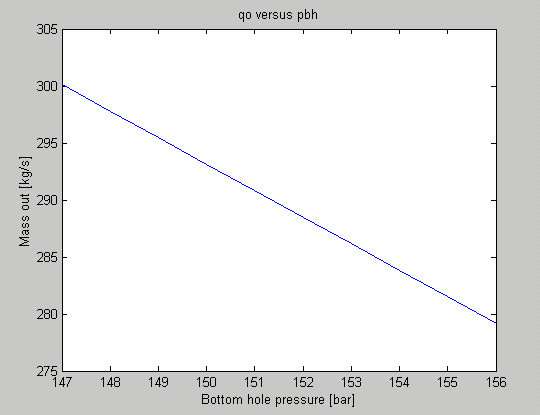 qo versus pbh
305
300
295
290
285
280
275
Mass out [kg/s]
147 148 149 150 151 152 153 154 155 156
Bottom hole pressure [bar]